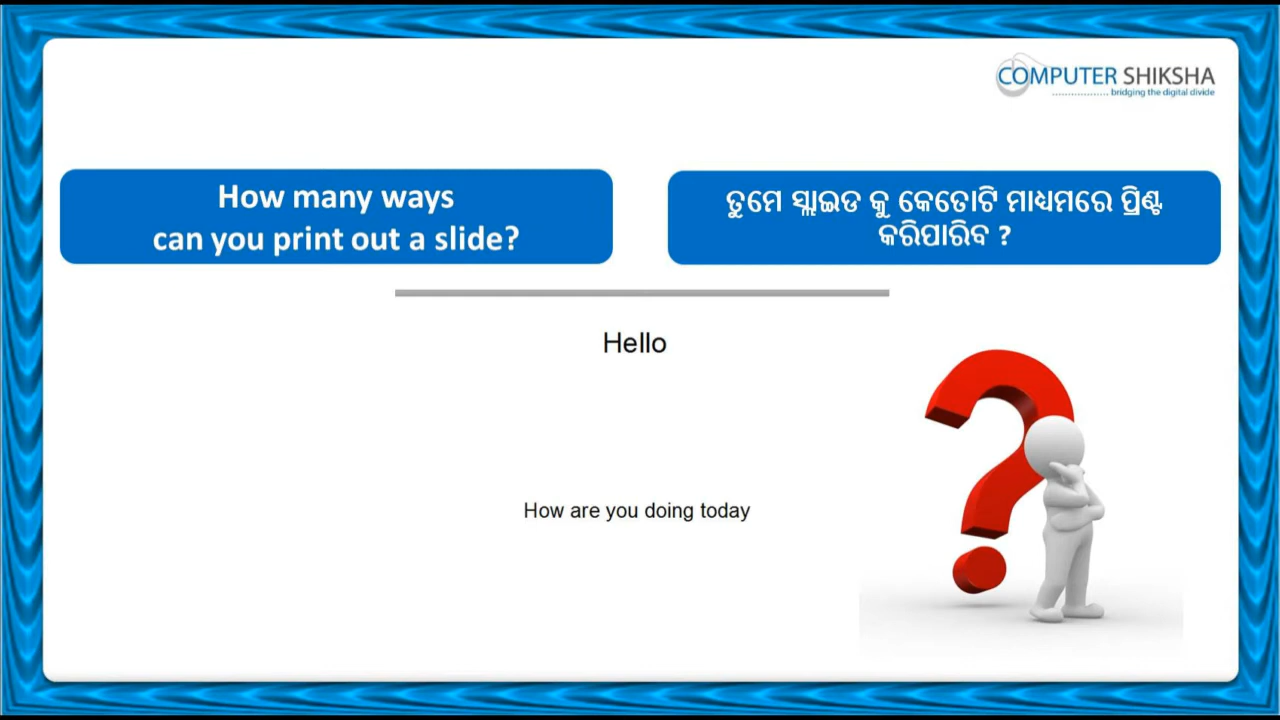 COMPUTER SHIKSHA
bridging the digital divide
How many ways
can you print out a slide?
ତୁମେ ସ୍ଲାଇଡ କୁ କେତୋଟି ମାଧ୍ୟମରେ ପ୍ରିଣ୍ଟ
କରିପାରିବ ?
Hello
How are you doing today